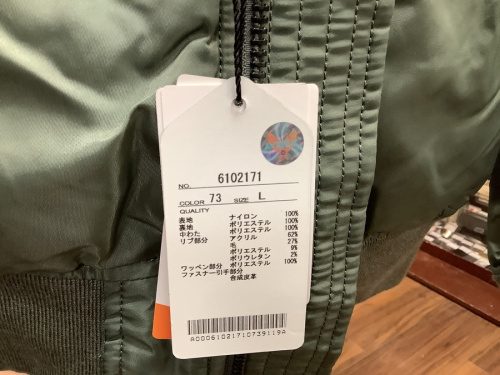 NO. 6102171
COLOR 73 SIZE L
QUALITY
表地 ナイロン 100%
裏地 ポリエステル 100%
中わた ポリエステル 100%
リブ部分 アクリル 62%
毛 27%
ポリエステル 9%
ポリウレタン 2%
ワッペン部分 ポリエステル 100%
ファスナー引手部分
合成皮革
A00061021710739119A